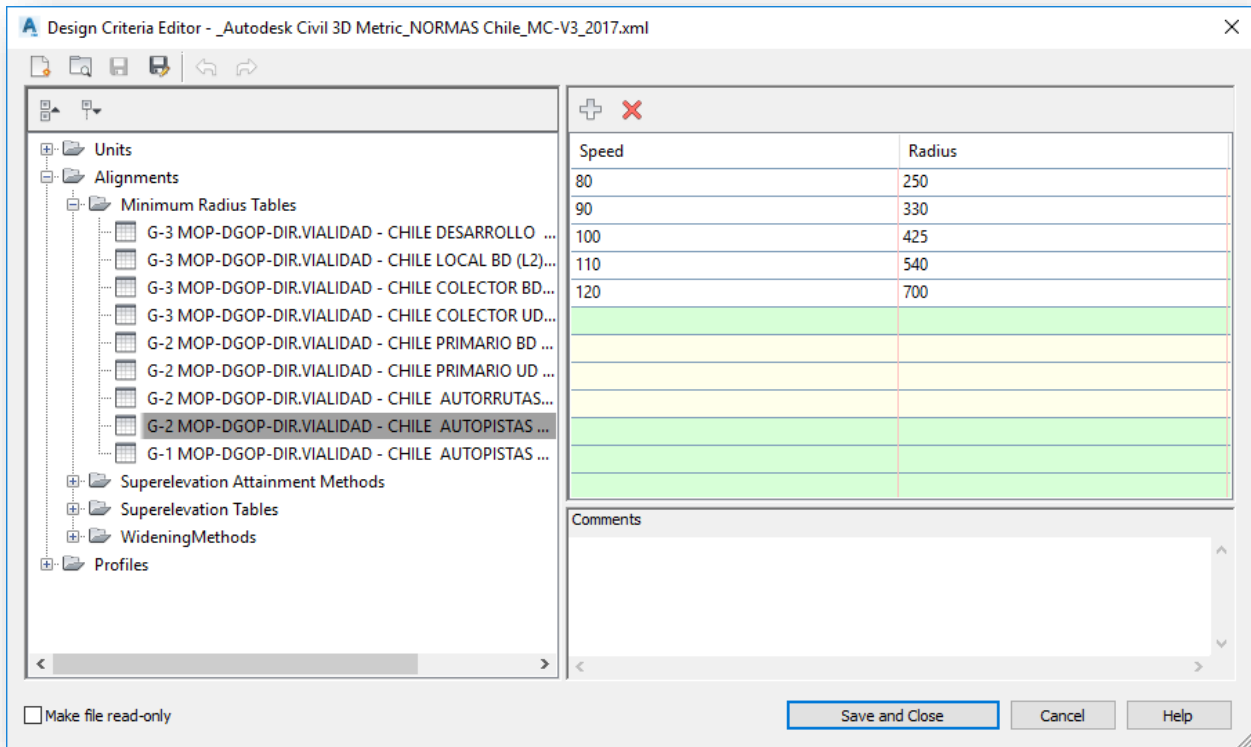 Design Criteria Editor - _Autodesk Civil 3D Metric_NORMAS Chile_MC-V3_2017.xml
Units
Alignments
Minimum Radius Tables
G-3 MOP-DGOP-DIR.VIALIDAD - CHILE DESARROLLO ...
G-3 MOP-DGOP-DIR.VIALIDAD - CHILE LOCAL BD (L2)...
G-3 MOP-DGOP-DIR.VIALIDAD - CHILE COLECTOR BD...
G-3 MOP-DGOP-DIR.VIALIDAD - CHILE COLECTOR UD...
G-2 MOP-DGOP-DIR.VIALIDAD - CHILE PRIMARIO BD ...
G-2 MOP-DGOP-DIR.VIALIDAD - CHILE PRIMARIO UD ...
G-2 MOP-DGOP-DIR.VIALIDAD - CHILE  AUTORRUTAS...
G-2 MOP-DGOP-DIR.VIALIDAD - CHILE  AUTOPISTAS ...
G-1 MOP-DGOP-DIR.VIALIDAD - CHILE  AUTOPISTAS ...
Superelevation Attainment Methods
Superelevation Tables
WideningMethods
Profiles
Speed Radius
80 250
90 330
100 425
110 540
120 700
Comments
Make file read-only
Save and Close
Cancel
Help